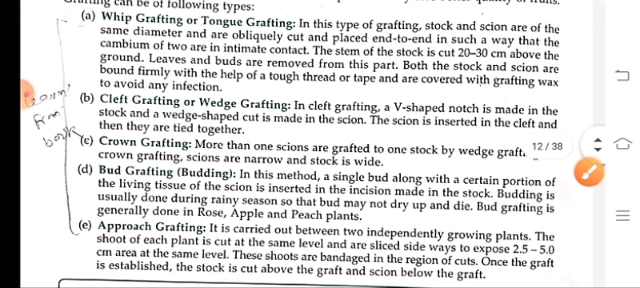 can be of following types:
(a) Whip Grafting or Tongue Grafting: In this type of grafting, stock and scion are of the
same diameter and are obliquely cut and placed end-to-end in such a way that the
cambium of two are in intimate contact. The stem of the stock is cut 20–30 cm above the
ground. Leaves and buds are removed from this part. Both the stock and scion are
bound firmly with the help of a tough thread or tape and are covered with grafting wax
to avoid any infection.
(b) Cleft Grafting or Wedge Grafting: In cleft grafting, a V-shaped notch is made in the
stock and a wedge-shaped cut is made in the scion. The scion is inserted in the cleft and
then they are tied together.
(c) Crown Grafting: More than one scions are grafted to one stock by wedge graft
crown grafting, scions are narrow and stock is wide.
12/38
(d) Bud Grafting (Budding): In this method, a single bud along with a certain portion of
the living tissue of the scion is inserted in the incision made in the stock. Budding is
usually done during rainy season so that bud may not dry up and die. Bud grafting is
generally done in Rose, Apple and Peach plants.
(e) Approach Grafting: It is carried out between two independently growing plants. The
shoot of each plant is cut at the same level and are sliced side ways to expose 2.5 – 5.0
cm area at the same level. These shoots are bandaged in the region of cuts. Once the graft
is established, the stock is cut above the graft and scion below the graft.
learn
from
book